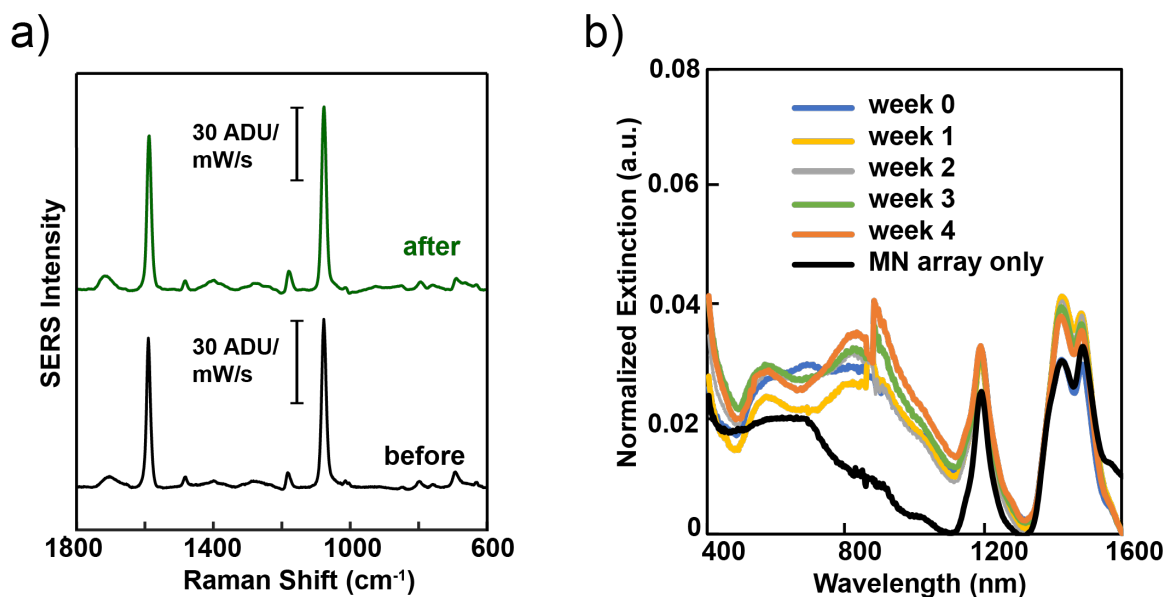 a)
SERS Intensity
30 ADU/
mW/s
after
30 ADU/
mW/s
before
1800
1400
1000
600
Raman Shift (cm⁻¹)
b)
Normalized Extinction (a.u.)
0.08
0.06
0.04
0.02
0
week 0
week 1
week 2
week 3
week 4
MN array only
400
800
1200
1600
Wavelength (nm)